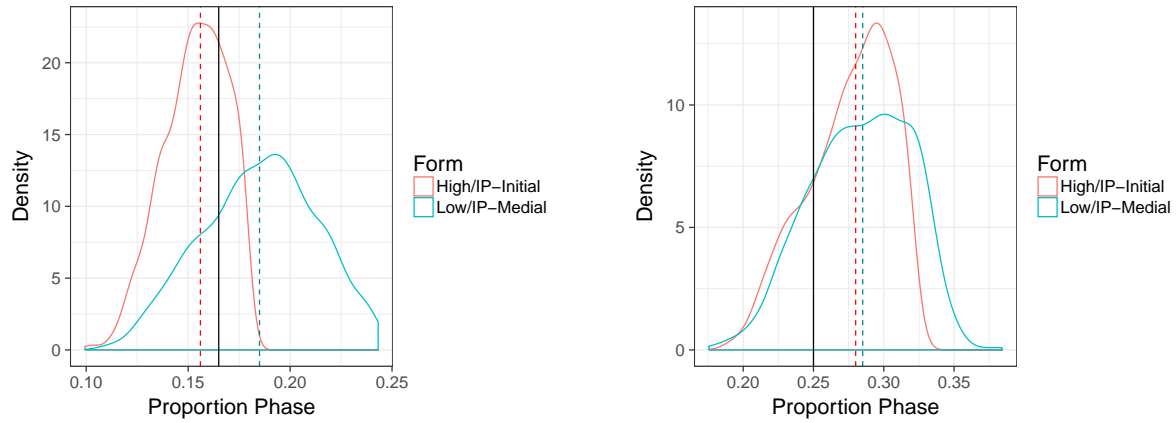 20
15
10
5
0
Density
0.10
0.15
0.20
0.25
Proportion Phase
Form
High/IP−Initial
Low/IP−Medial
10
5
0
Density
0.20
0.25
0.30
0.35
Proportion Phase
Form
High/IP−Initial
Low/IP−Medial